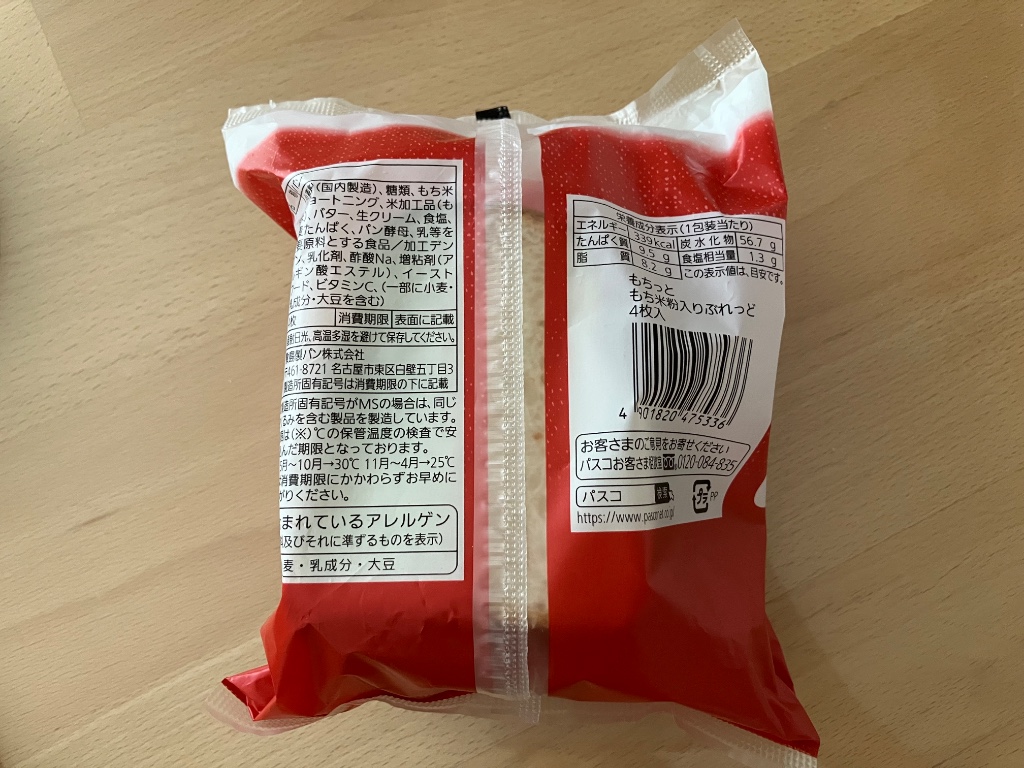 (国内製造)、糖類、もち米
ョートニング、米加工品(も
、バター、生クリーム、食塩、
たんぱく、パン酵母、乳等を
原料とする食品/加工デン
ン、乳化剤、酢酸Na、増粘剤(ア
ギン酸エステル)、イースト
ード、ビタミンC、(一部に小麦・
乳成分・大豆を含む)
枚 消費期限 表面に記載
日光、高温多湿を避けて保存してください。
製パン株式会社
〒461-8721 名古屋市東区白壁五丁目3
製造所固有記号は消費期限の下に記載
造所固有記号がMSの場合は、同じ
るみを含む製品を製造しています。
は(※)℃の保管温度の検査で安
んだ期限となっております。
月〜10月→30℃ 11月〜4月→25℃
消費期限にかかわらずお早めに
がりください。
まれているアレルゲン
及びそれに準ずるものを表示)
麦・乳成分・大豆
栄養成分表示(1包装当たり)
エネルギー 339kcal 炭水化物 56.7 g
たんぱく質 9.5 g 食塩相当量 1.3 g
脂質 8.2 g この表示値は、目安です。
もちっと
もち米粉入りぶれっど
4枚入
4 901820 475336
お客さまのご意見をお寄せください
パスコお客さま相談室 0120-084-835
パスコ 検索
プラ PP
https://www.pasconet.co.jp/